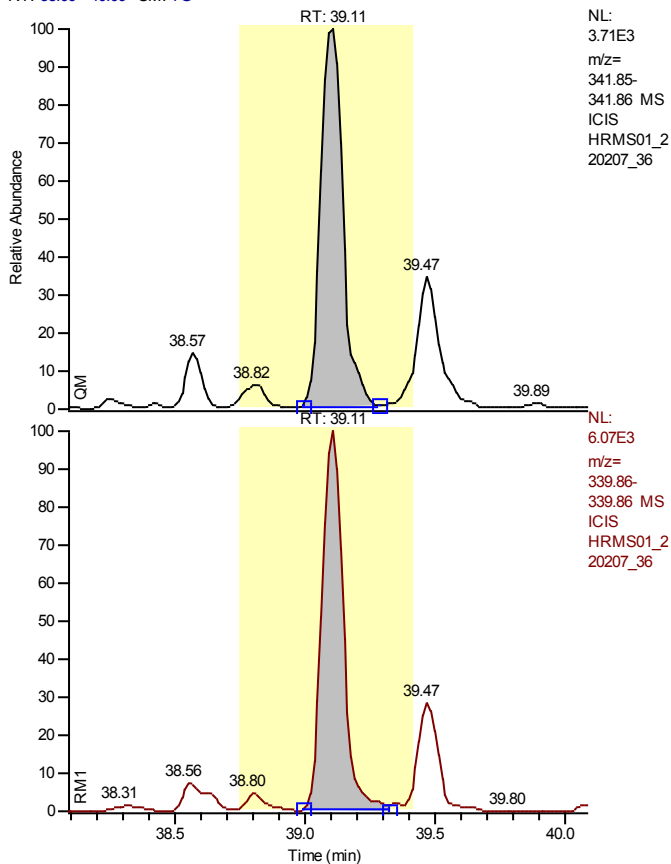 RT: 39.11
NL:
3.71E3
m/z=
341.85-
341.86 MS
ICIS
HRMS01_2
20207_36
100
90
80
70
60
50
40
30
20
10
0
Relative Abundance
QM
38.57
38.82
39.47
39.89
RT: 39.11
NL:
6.07E3
m/z=
339.86-
339.86 MS
ICIS
HRMS01_2
20207_36
100
90
80
70
60
50
40
30
20
10
0
RM1
38.31
38.56
38.80
39.47
39.80
38.5
39.0
39.5
40.0
Time (min)